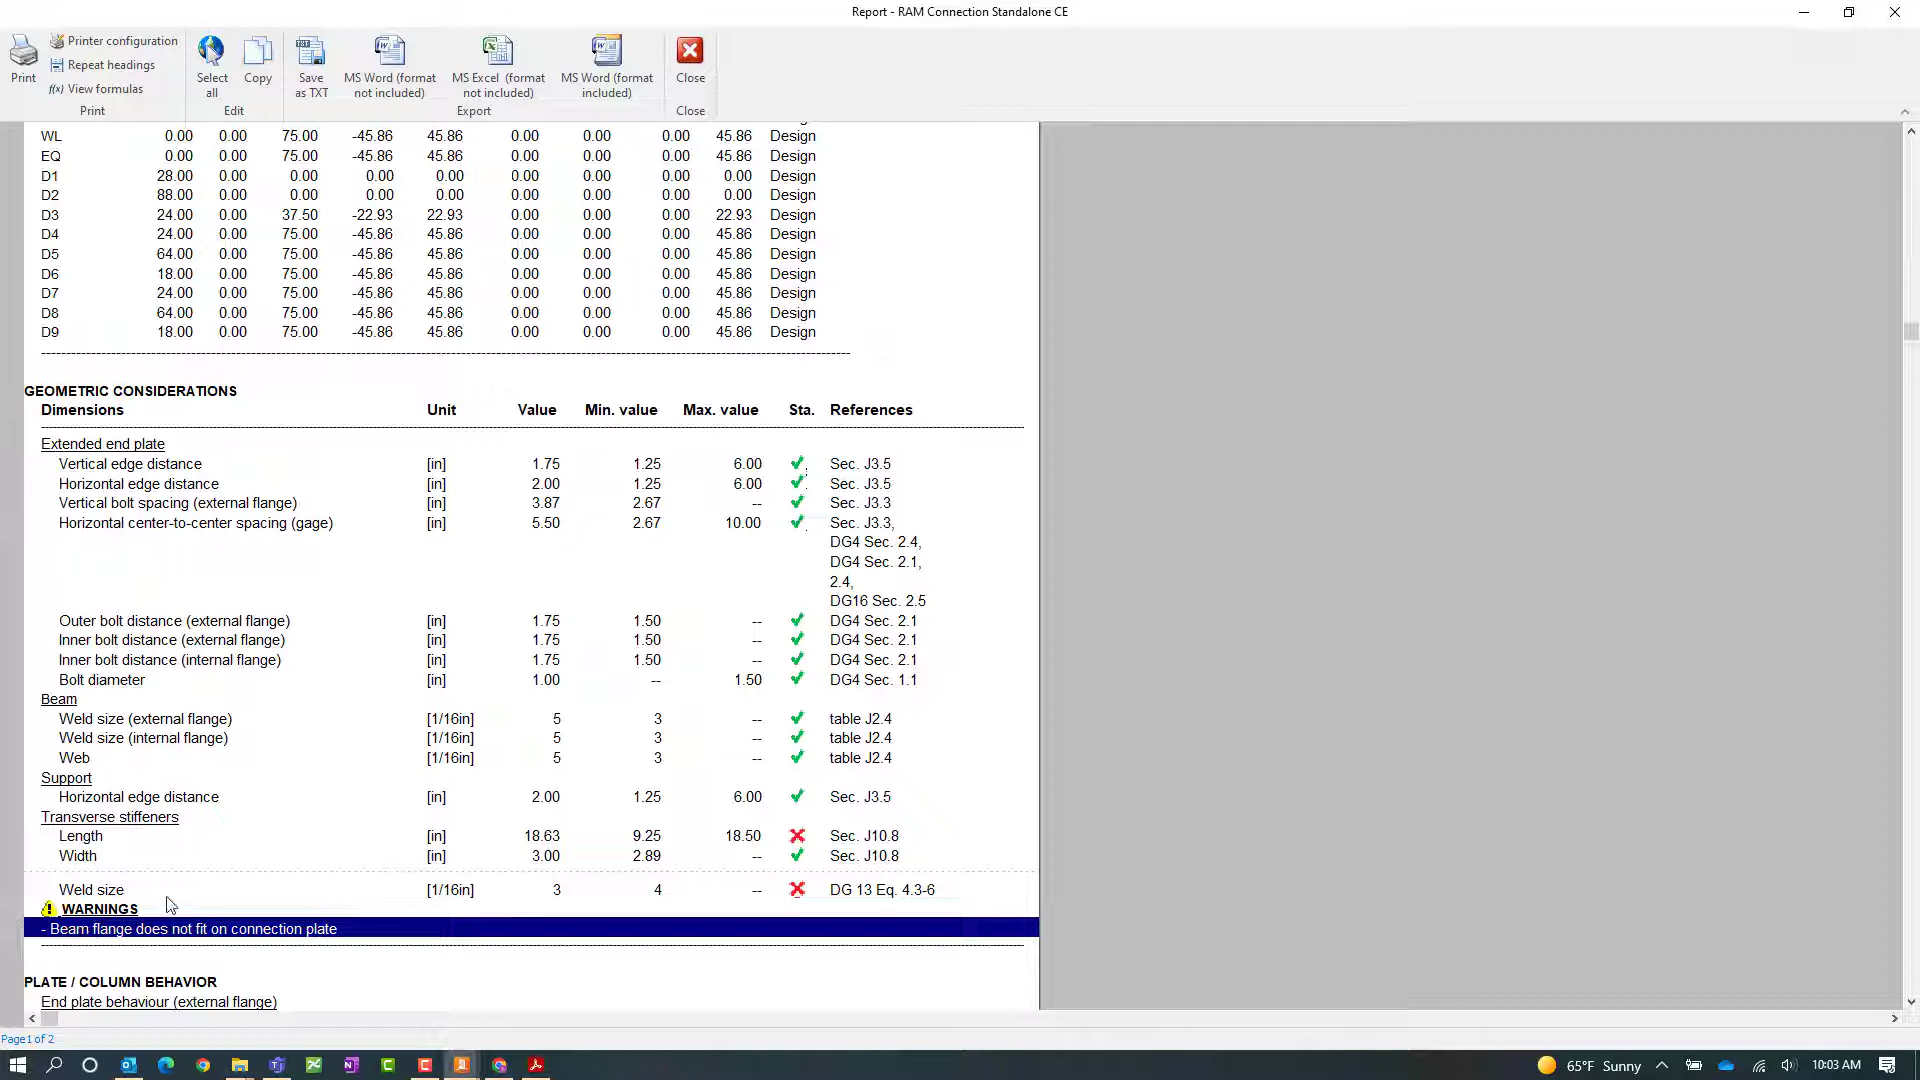 Report - RAM Connection Standalone CE
Print
Printer configuration
Repeat headings
f(x) View formulas
Print
Select all
Copy
Edit
Save as TXT
MS Word (format not included)
MS Excel (format not included)
MS Word (format included)
Export
Close
Close
WL 0.00 0.00 75.00 -45.86 45.86 0.00 0.00 0.00 45.86 Design
EQ 0.00 0.00 75.00 -45.86 45.86 0.00 0.00 0.00 45.86 Design
D1 28.00 0.00 0.00 0.00 0.00 0.00 0.00 0.00 0.00 Design
D2 88.00 0.00 0.00 0.00 0.00 0.00 0.00 0.00 0.00 Design
D3 24.00 0.00 37.50 -22.93 22.93 0.00 0.00 0.00 22.93 Design
D4 24.00 0.00 75.00 -45.86 45.86 0.00 0.00 0.00 45.86 Design
D5 64.00 0.00 75.00 -45.86 45.86 0.00 0.00 0.00 45.86 Design
D6 18.00 0.00 75.00 -45.86 45.86 0.00 0.00 0.00 45.86 Design
D7 24.00 0.00 75.00 -45.86 45.86 0.00 0.00 0.00 45.86 Design
D8 64.00 0.00 75.00 -45.86 45.86 0.00 0.00 0.00 45.86 Design
D9 18.00 0.00 75.00 -45.86 45.86 0.00 0.00 0.00 45.86 Design
GEOMETRIC CONSIDERATIONS
Dimensions Unit Value Min. value Max. value Sta. References
Extended end plate
Vertical edge distance [in] 1.75 1.25 6.00 Sec. J3.5
Horizontal edge distance [in] 2.00 1.25 6.00 Sec. J3.5
Vertical bolt spacing (external flange) [in] 3.87 2.67 -- Sec. J3.3
Horizontal center-to-center spacing (gage) [in] 5.50 2.67 10.00 Sec. J3.3,
DG4 Sec. 2.4,
DG4 Sec. 2.1,
2.4,
DG16 Sec. 2.5
Outer bolt distance (external flange) [in] 1.75 1.50 -- DG4 Sec. 2.1
Inner bolt distance (external flange) [in] 1.75 1.50 -- DG4 Sec. 2.1
Inner bolt distance (internal flange) [in] 1.75 1.50 -- DG4 Sec. 2.1
Bolt diameter [in] 1.00 -- 1.50 DG4 Sec. 1.1
Beam
Weld size (external flange) [1/16in] 5 3 -- table J2.4
Weld size (internal flange) [1/16in] 5 3 -- table J2.4
Web [1/16in] 5 3 -- table J2.4
Support
Horizontal edge distance [in] 2.00 1.25 6.00 Sec. J3.5
Transverse stiffeners
Length [in] 18.63 9.25 18.50 Sec. J10.8
Width [in] 3.00 2.89 -- Sec. J10.8
Weld size [1/16in] 3 4 -- DG 13 Eq. 4.3-6
WARNINGS
- Beam flange does not fit on connection plate
PLATE / COLUMN BEHAVIOR
End plate behaviour (external flange)
Page1 of 2
65°F Sunny
10:03 AM